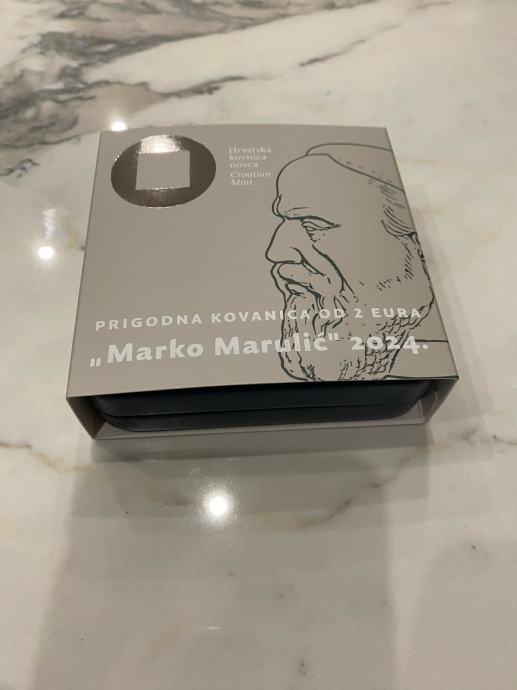 Hrvatska
kovnica
novca
Croatian
Mint
PRIGODNA KOVANICA OD 2 EURA
„Marko Marulić" 2024.